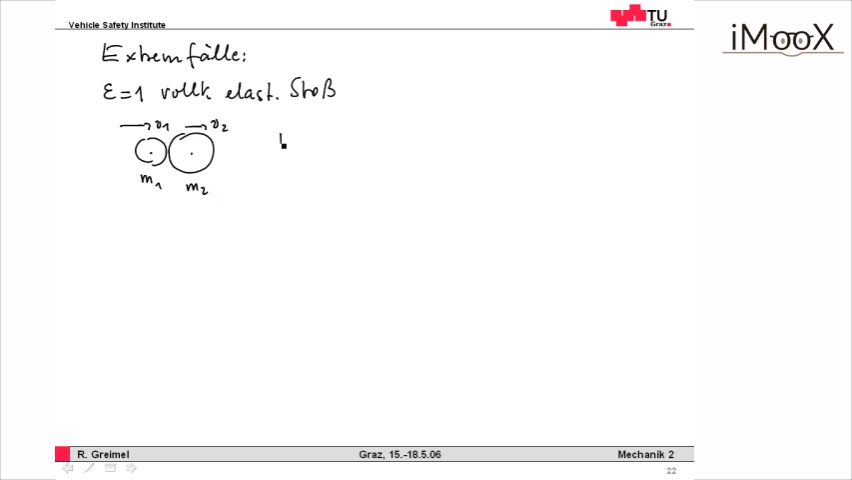 Vehicle Safety Institute
TU
Graz
iMooX
Extremfälle:
ε=1 vollk. elast. Stoß
v1 v2
m1 m2
R. Greimel Graz, 15.-18.5.06 Mechanik 2
22